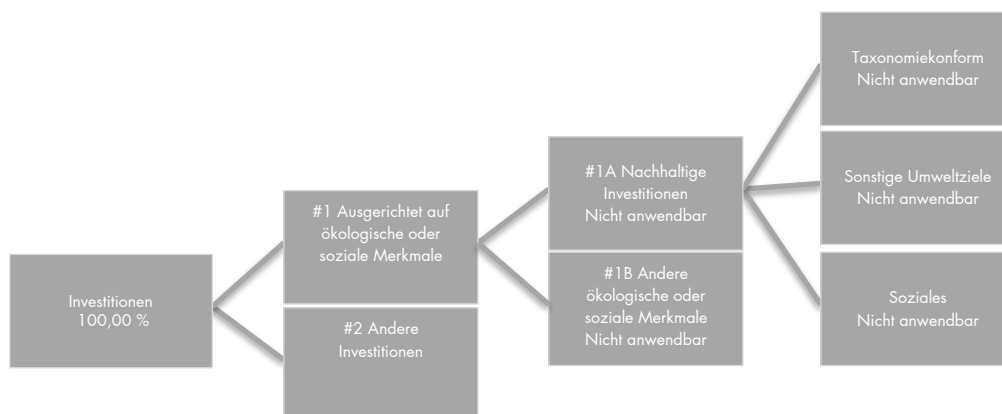 Investitionen
100,00 %
#1 Ausgerichtet auf
ökologische oder
soziale Merkmale
#2 Andere
Investitionen
#1A Nachhaltige
Investitionen
Nicht anwendbar
#1B Andere
ökologische oder
soziale Merkmale
Nicht anwendbar
Taxonomiekonform
Nicht anwendbar
Sonstige Umweltziele
Nicht anwendbar
Soziales
Nicht anwendbar